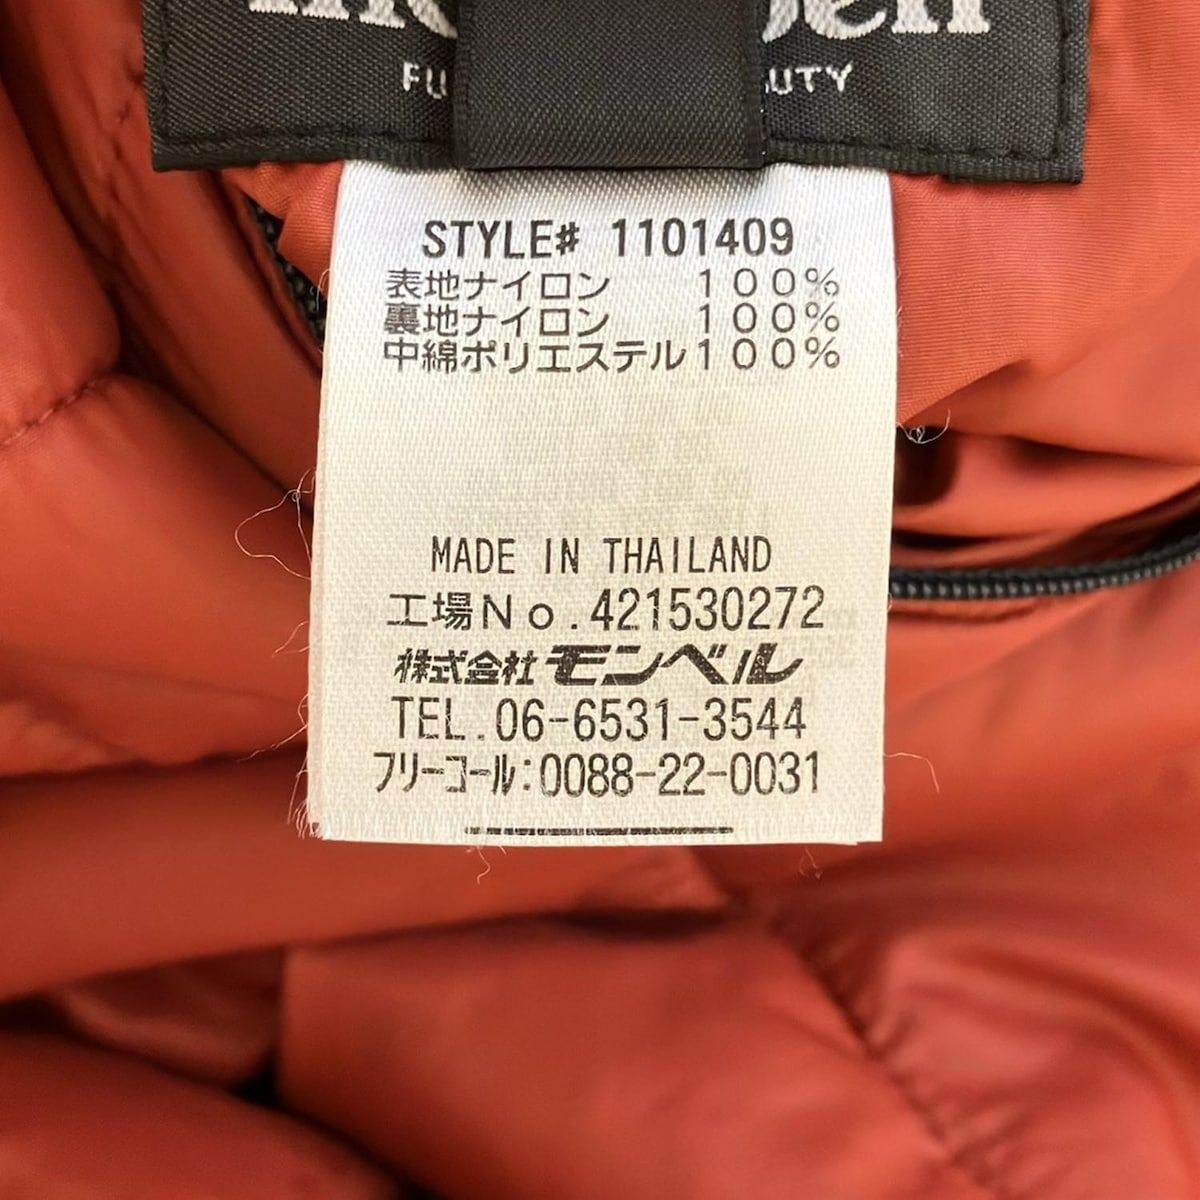 STYLE# 1101409
表地ナイロン 100%
裏地ナイロン 100%
中綿ポリエステル100%
MADE IN THAILAND
工場No.421530272
株式会社モンベル
TEL.06-6531-3544
フリーコール:0088-22-0031